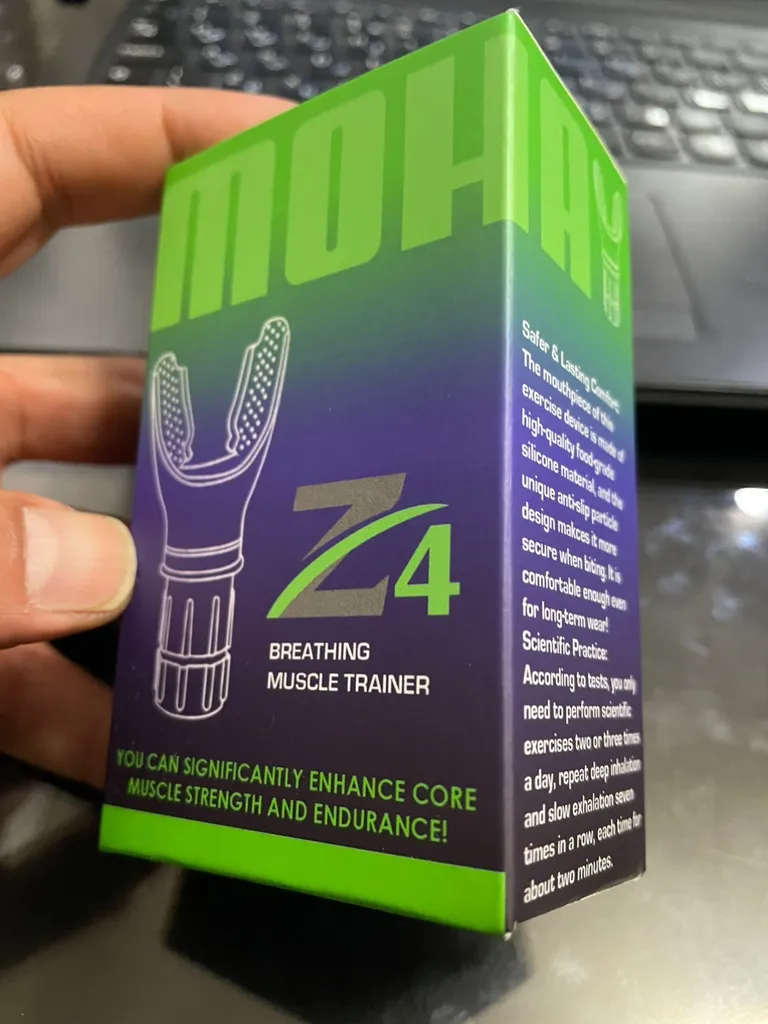 MOHA
Z4
BREATHING
MUSCLE TRAINER
YOU CAN SIGNIFICANTLY ENHANCE CORE
MUSCLE STRENGTH AND ENDURANCE!
Safer & Lasting Comfort:
The mouthpiece of this
exercise device is made of
high-quality food-grade
silicone material, and the
unique anti-slip particle
design makces it more
secure when biting. It is
comfortable enough even
for long-term wear!
Scientific Practice:
According to tests, you only
need to perform scientific
exercises two or three times
a day, repeat deep inhalation
and slow exhalation seven
times in a row, each time for
about two minutes.